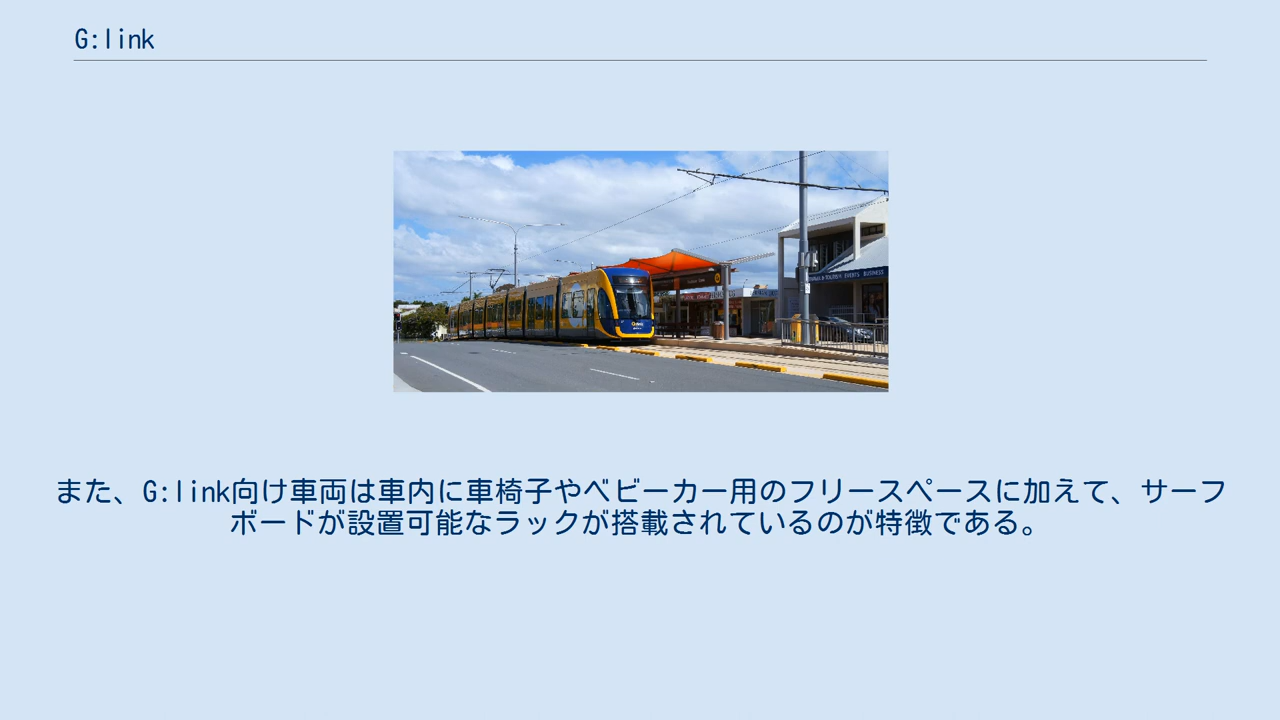 G:link
また、G:link向け車両は車内に車椅子やベビーカー用のフリースペースに加えて、サーフ
ボードが設置可能なラックが搭載されているのが特徴である。